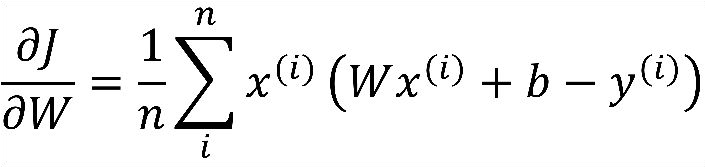 ∂J/∂W = 1/n ∑_i^n x^(i) (Wx^(i) + b − y^(i))